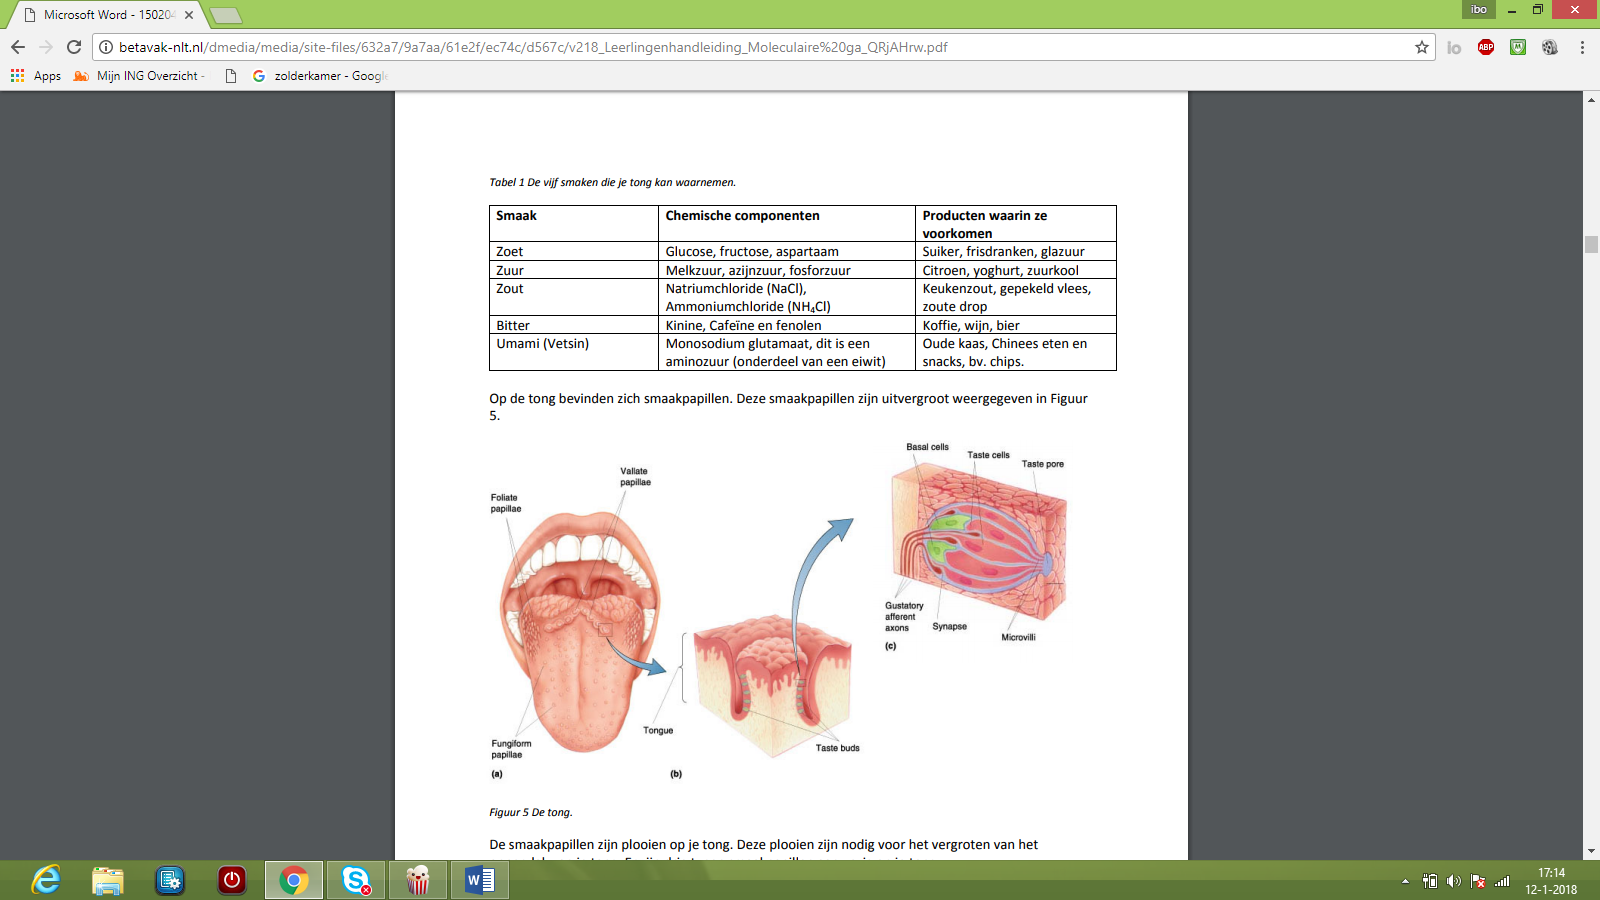 Microsoft Word - 15020
ibo
betavak-nlt.nl/dmedia/media/site-files/632a7/9a7aa/61e2f/ec74c/d567c/v218_Leerlingenhandleiding_Moleculaire%20ga_QRjAHrw.pdf
ABP
Apps
Mijn ING Overzicht -
zolderkamer - Google
Tabel 1 De vijf smaken die je tong kan waarnemen.
Smaak
Chemische componenten
Producten waarin ze
voorkomen
Zoet
Glucose, fructose, aspartaam
Suiker, frisdranken, glazuur
Zuur
Melkzuur, azijnzuur, fosforzuur
Citroen, yoghurt, zuurkool
Zout
Natriumchloride (NaCl),
Ammoniumchloride (NH₄Cl)
Keukenzout, gepekeld vlees,
zoute drop
Bitter
Kinine, Cafeïne en fenolen
Koffie, wijn, bier
Umami (Vetsin)
Monosodium glutamaat, dit is een
aminozuur (onderdeel van een eiwit)
Oude kaas, Chinees eten en
snacks, bv. chips.
Op de tong bevinden zich smaakpapillen. Deze smaakpapillen zijn uitvergroot weergegeven in Figuur
5.
Foliate
papillae
Vallate
papillae
Fungiform
papillae
(a)
Tongue
(b)
Taste buds
Basal cells
Taste cells
Taste pore
Gustatory
afferent
axons
Synapse
Microvilli
(c)
Figuur 5 De tong.
De smaakpapillen zijn plooien op je tong. Deze plooien zijn nodig voor het vergroten van het
17:14
12-1-2018